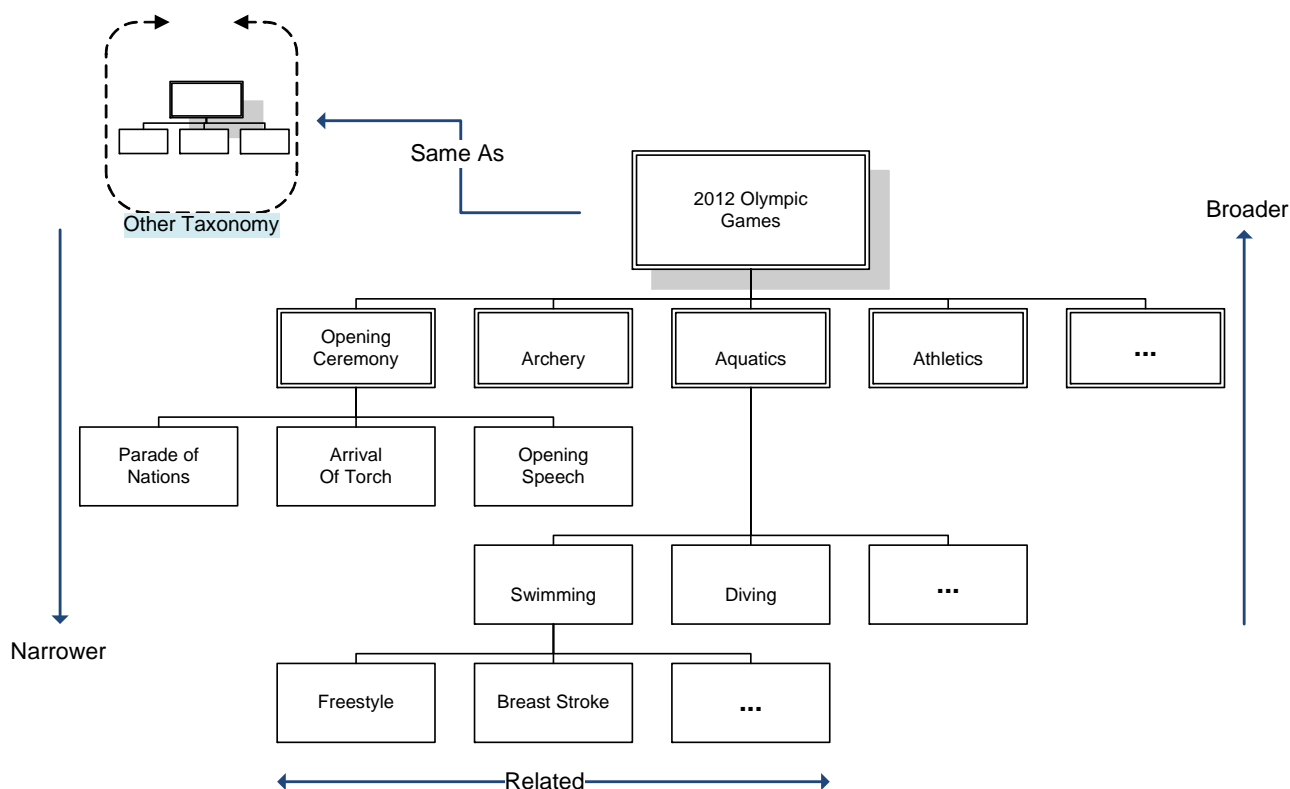 Same As
Other Taxonomy
2012 Olympic
Games
Broader
Opening
Ceremony
Archery
Aquatics
Athletics
...
Parade of
Nations
Arrival
Of Torch
Opening
Speech
Swimming
Diving
...
Narrower
Freestyle
Breast Stroke
...
Related